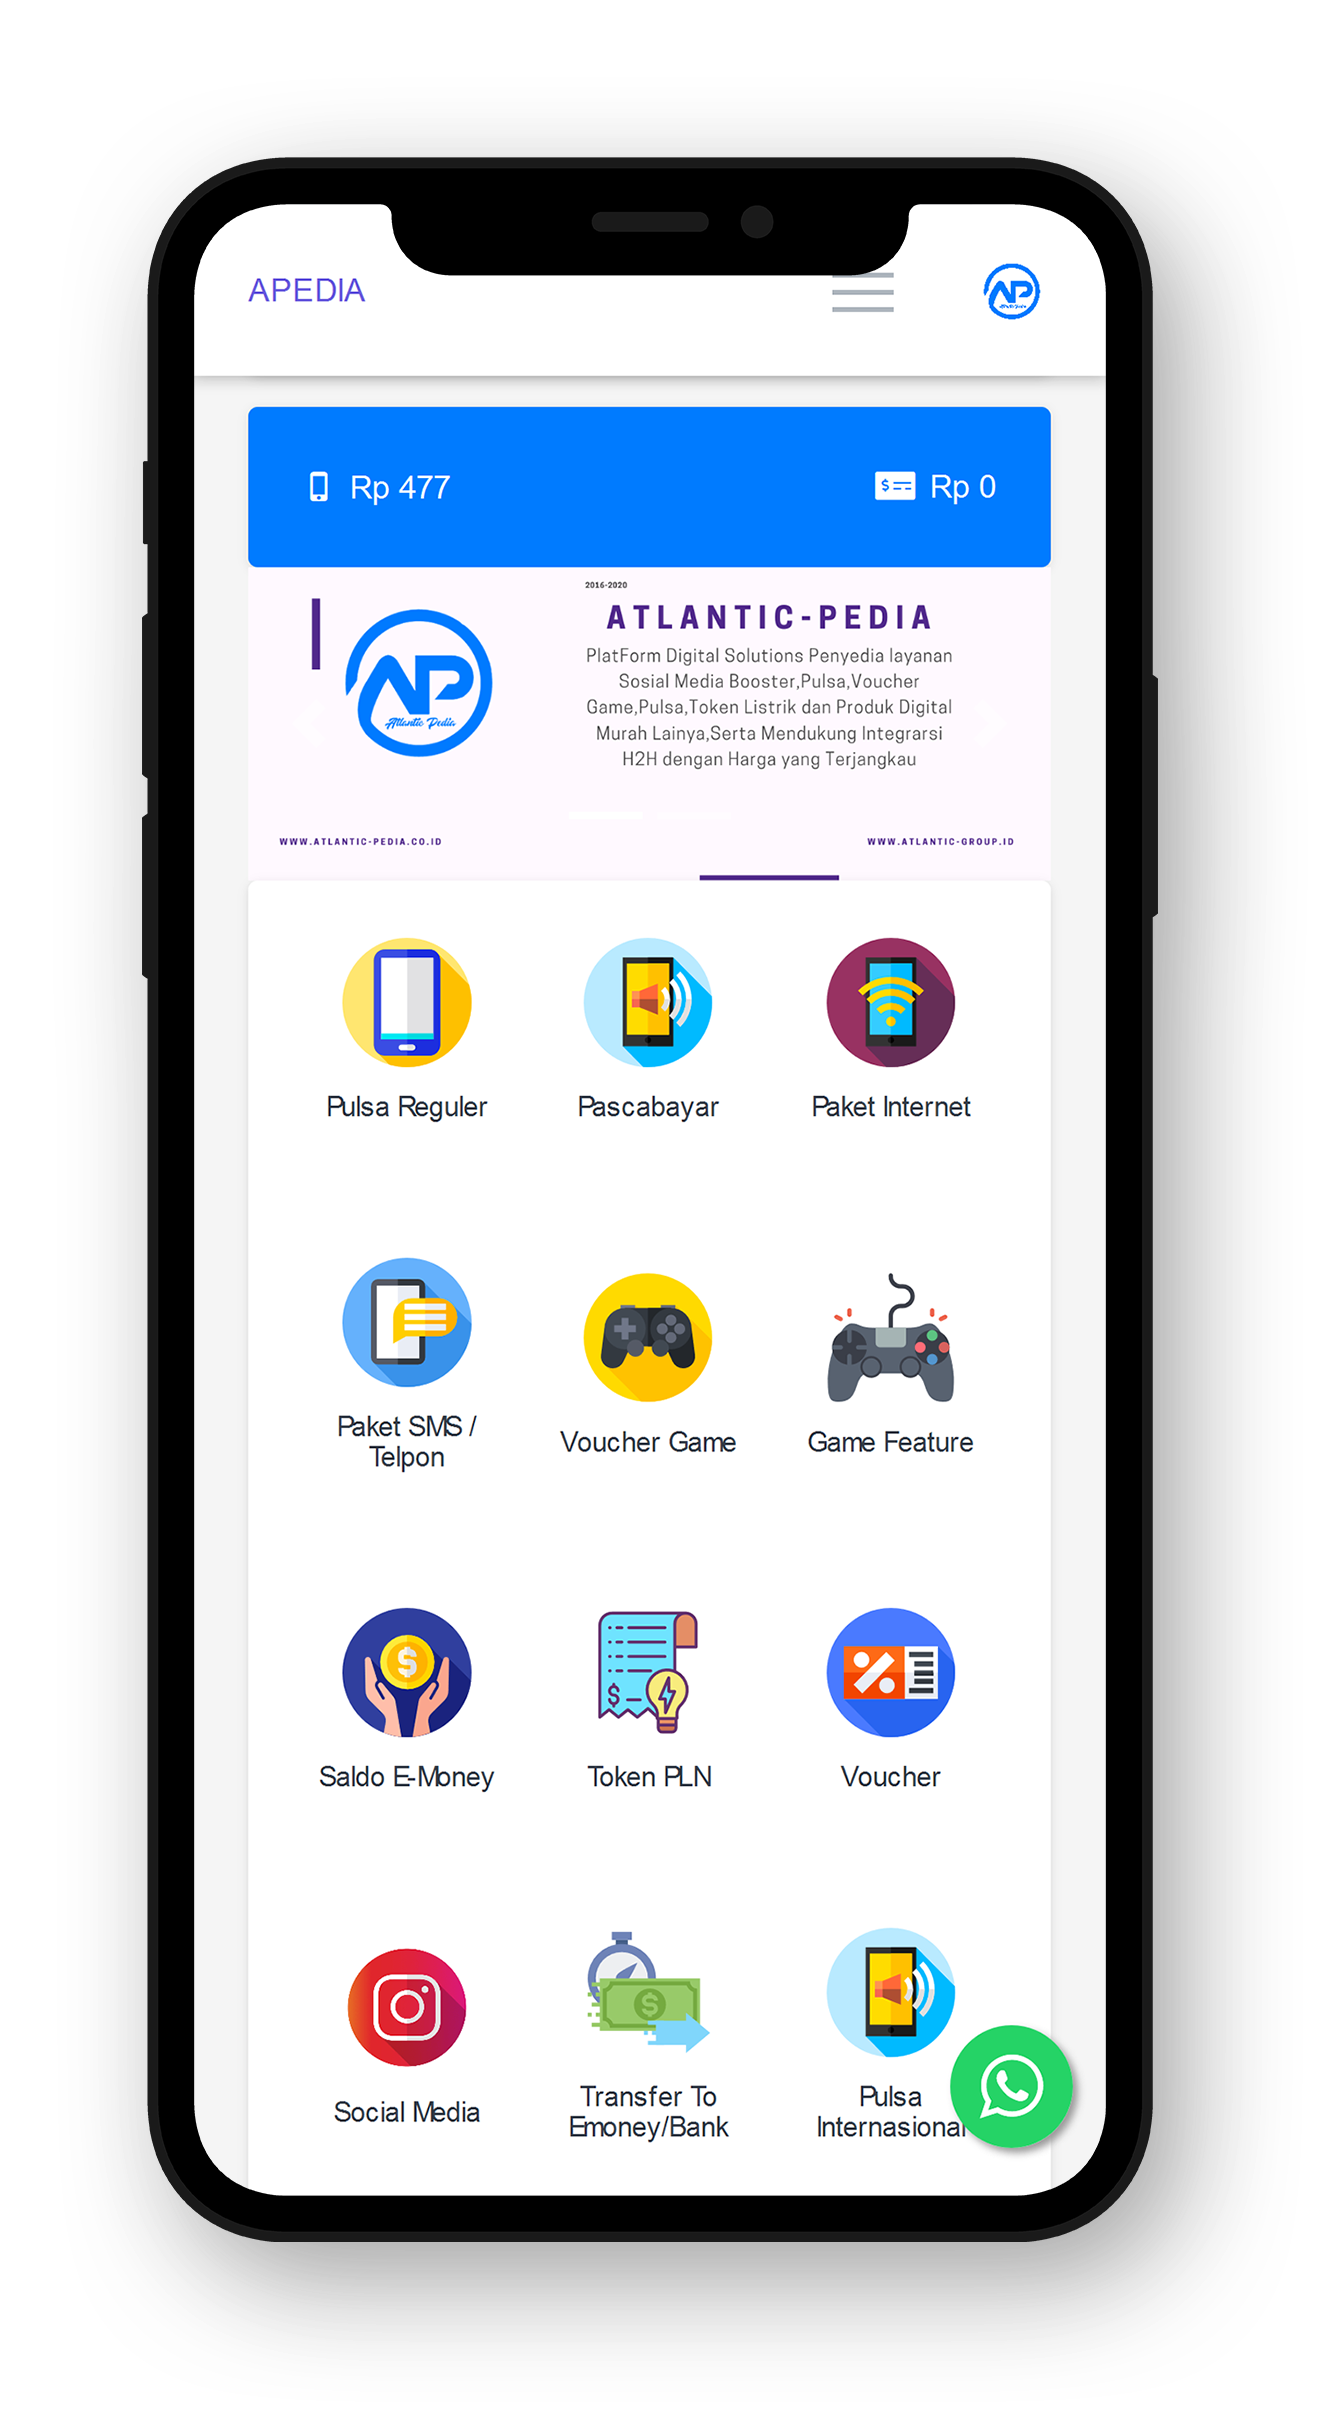 APEDIA
AP
Rp 477
Rp 0
2016-2020
ATLANTIC-PEDIA
PlatForm Digital Solutions Penyedia layanan
Sosial Media Booster,Pulsa,Voucher
Game,Pulsa,Token Listrik dan Produk Digital
Murah Lainya,Serta Mendukung Integrarsi
H2H dengan Harga yang Terjangkau
AP
Atlantic Pedia
WWW.ATLANTIC-PEDIA.CO.ID
WWW.ATLANTIC-GROUP.ID
Pulsa Reguler
Pascabayar
Paket Internet
Paket SMS /
Telpon
Voucher Game
Game Feature
Saldo E-Money
Token PLN
Voucher
Social Media
Transfer To
Emoney/Bank
Pulsa
Internasional